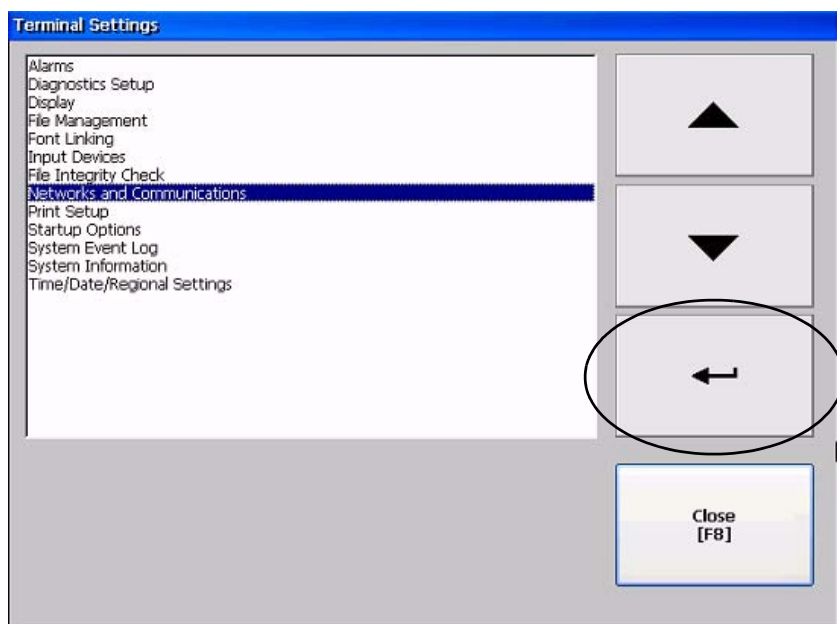 Terminal Settings
Alarms
Diagnostics Setup
Display
File Management
Font Linking
Input Devices
File Integrity Check
Networks and Communications
Print Setup
Startup Options
System Event Log
System Information
Time/Date/Regional Settings
Close
[F8]